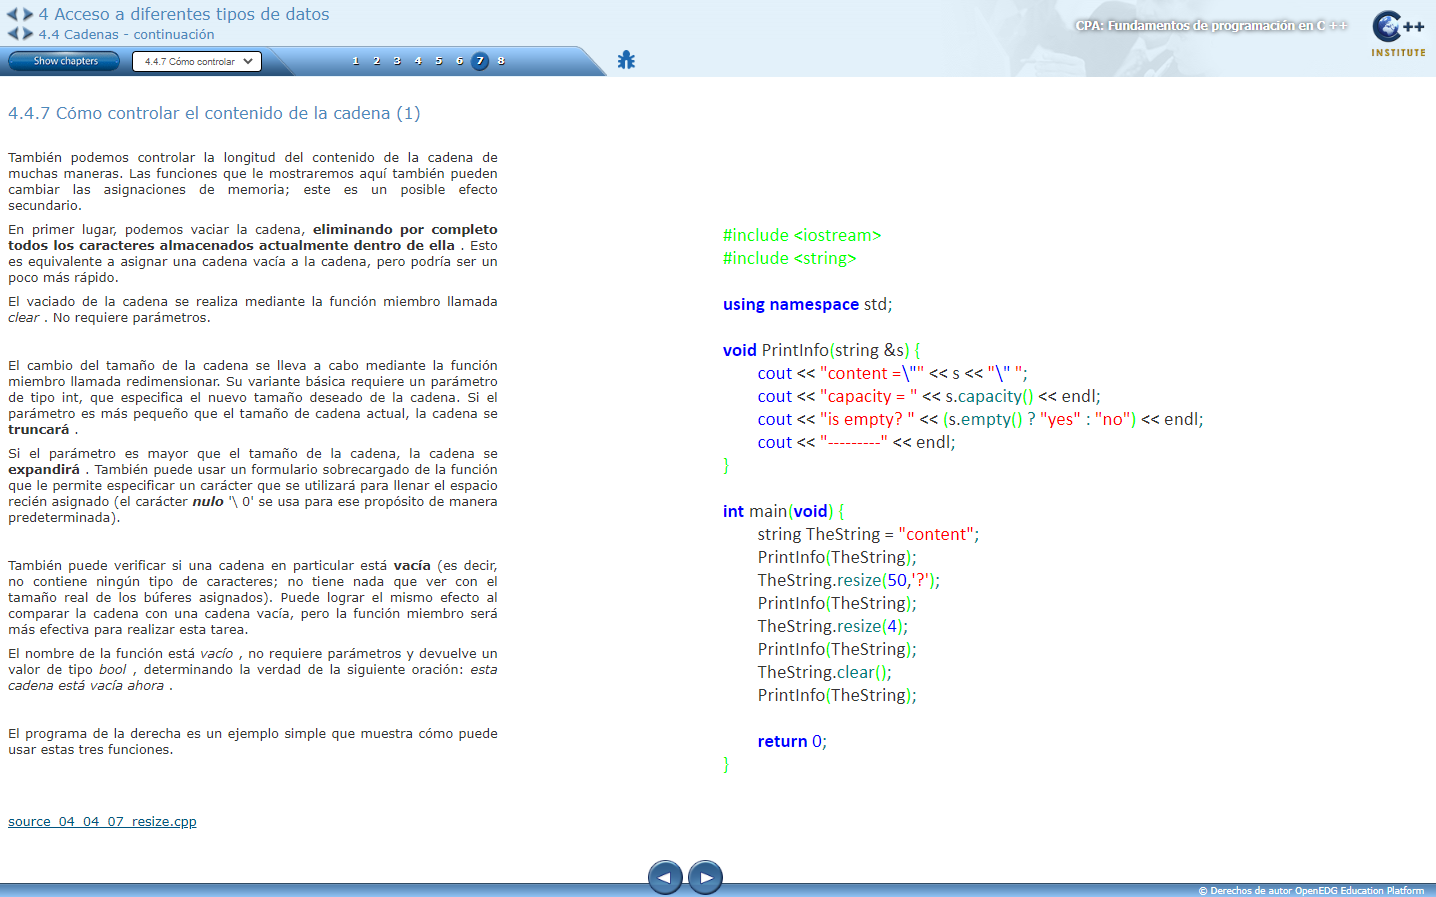 4 Acceso a diferentes tipos de datos
4.4 Cadenas - continuación
CPA: Fundamentos de programación en C ++
C++
INSTITUTE
Show chapters
4.4.7 Cómo controlar
1 2 3 4 5 6 7 8
4.4.7 Cómo controlar el contenido de la cadena (1)
También podemos controlar la longitud del contenido de la cadena de
muchas maneras. Las funciones que le mostraremos aquí también pueden
cambiar las asignaciones de memoria; este es un posible efecto
secundario.
En primer lugar, podemos vaciar la cadena, eliminando por completo
todos los caracteres almacenados actualmente dentro de ella . Esto
es equivalente a asignar una cadena vacía a la cadena, pero podría ser un
poco más rápido.
El vaciado de la cadena se realiza mediante la función miembro llamada
clear . No requiere parámetros.
El cambio del tamaño de la cadena se lleva a cabo mediante la función
miembro llamada redimensionar. Su variante básica requiere un parámetro
de tipo int, que especifica el nuevo tamaño deseado de la cadena. Si el
parámetro es más pequeño que el tamaño de cadena actual, la cadena se
truncará .
Si el parámetro es mayor que el tamaño de la cadena, la cadena se
expandirá . También puede usar un formulario sobrecargado de la función
que le permite especificar un carácter que se utilizará para llenar el espacio
recién asignado (el carácter nulo '\ 0' se usa para ese propósito de manera
predeterminada).
También puede verificar si una cadena en particular está vacía (es decir,
no contiene ningún tipo de caracteres; no tiene nada que ver con el
tamaño real de los búferes asignados). Puede lograr el mismo efecto al
comparar la cadena con una cadena vacía, pero la función miembro será
más efectiva para realizar esta tarea.
El nombre de la función está vacío , no requiere parámetros y devuelve un
valor de tipo bool , determinando la verdad de la siguiente oración: esta
cadena está vacía ahora .
El programa de la derecha es un ejemplo simple que muestra cómo puede
usar estas tres funciones.
source_04_04_07_resize.cpp
#include <iostream>
#include <string>
using namespace std;
void PrintInfo(string &s) {
cout << "content =\"" << s << "\" ";
cout << "capacity = " << s.capacity() << endl;
cout << "is empty? " << (s.empty() ? "yes" : "no") << endl;
cout << "---------" << endl;
}
int main(void) {
string TheString = "content";
PrintInfo(TheString);
TheString.resize(50,'?');
PrintInfo(TheString);
TheString.resize(4);
PrintInfo(TheString);
TheString.clear();
PrintInfo(TheString);
return 0;
}
© Derechos de autor OpenEDG Education Platform